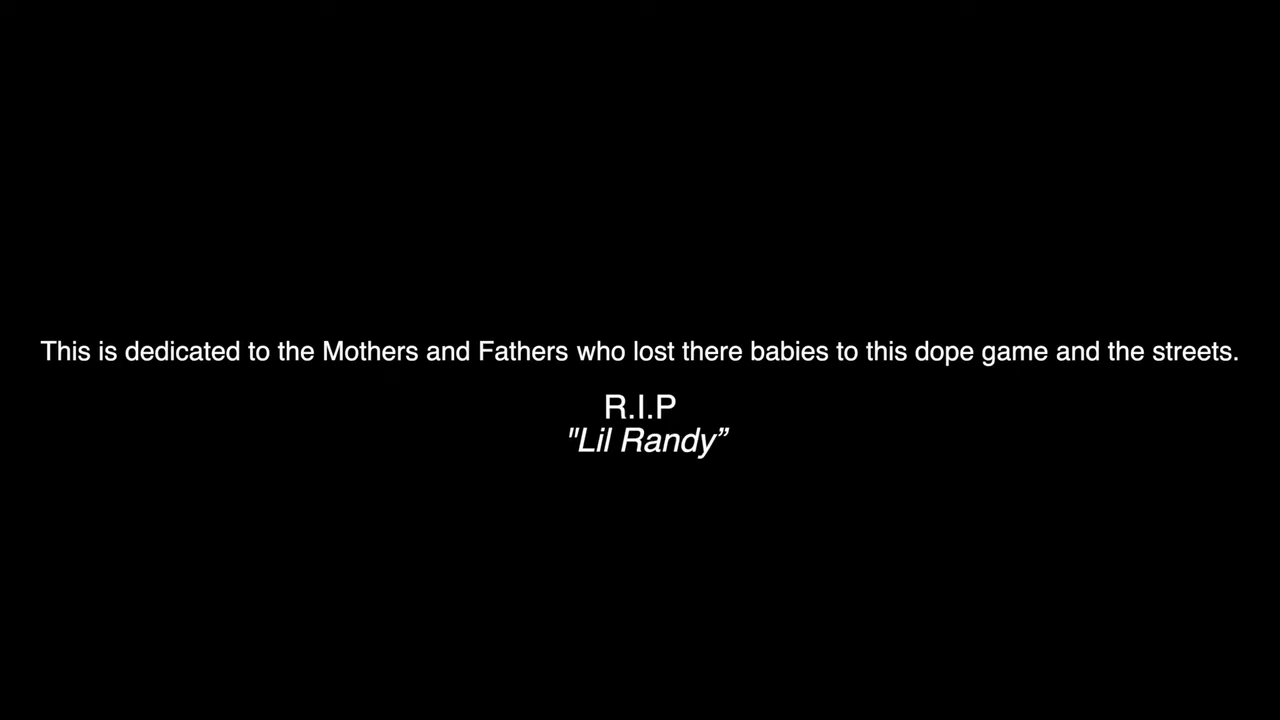 This is dedicated to the Mothers and Fathers who lost there babies to this dope game and the streets.
R.I.P
"Lil Randy”